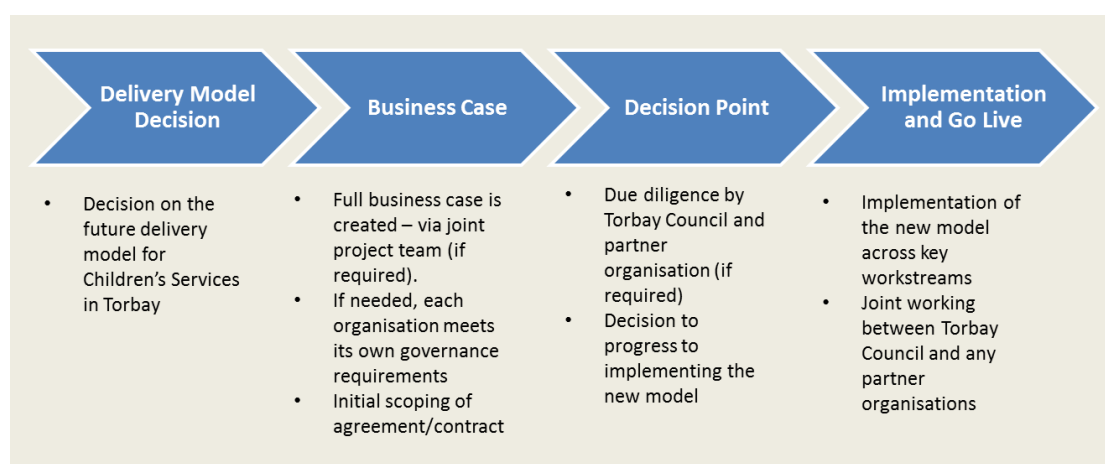 Delivery Model
Decision
Business Case
Decision Point
Implementation
and Go Live
• Decision on the
future delivery
model for
Children’s Services
in Torbay
• Full business case is
created – via joint
project team (if
required).
• If needed, each
organisation meets
its own governance
requirements
• Initial scoping of
agreement/contract
• Due diligence by
Torbay Council and
partner
organisation (if
required)
• Decision to
progress to
implementing the
new model
• Implementation of
the new model
across key
workstreams
• Joint working
between Torbay
Council and any
partner
organisations